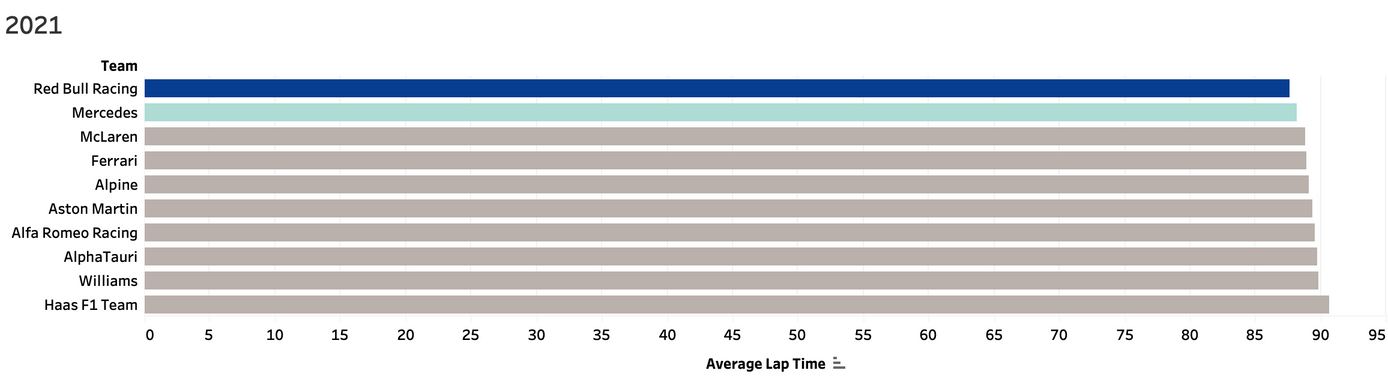 2021
Team
Red Bull Racing
Mercedes
McLaren
Ferrari
Alpine
Aston Martin
Alfa Romeo Racing
AlphaTauri
Williams
Haas F1 Team
0 5 10 15 20 25 30 35 40 45 50 55 60 65 70 75 80 85 90 95
Average Lap Time